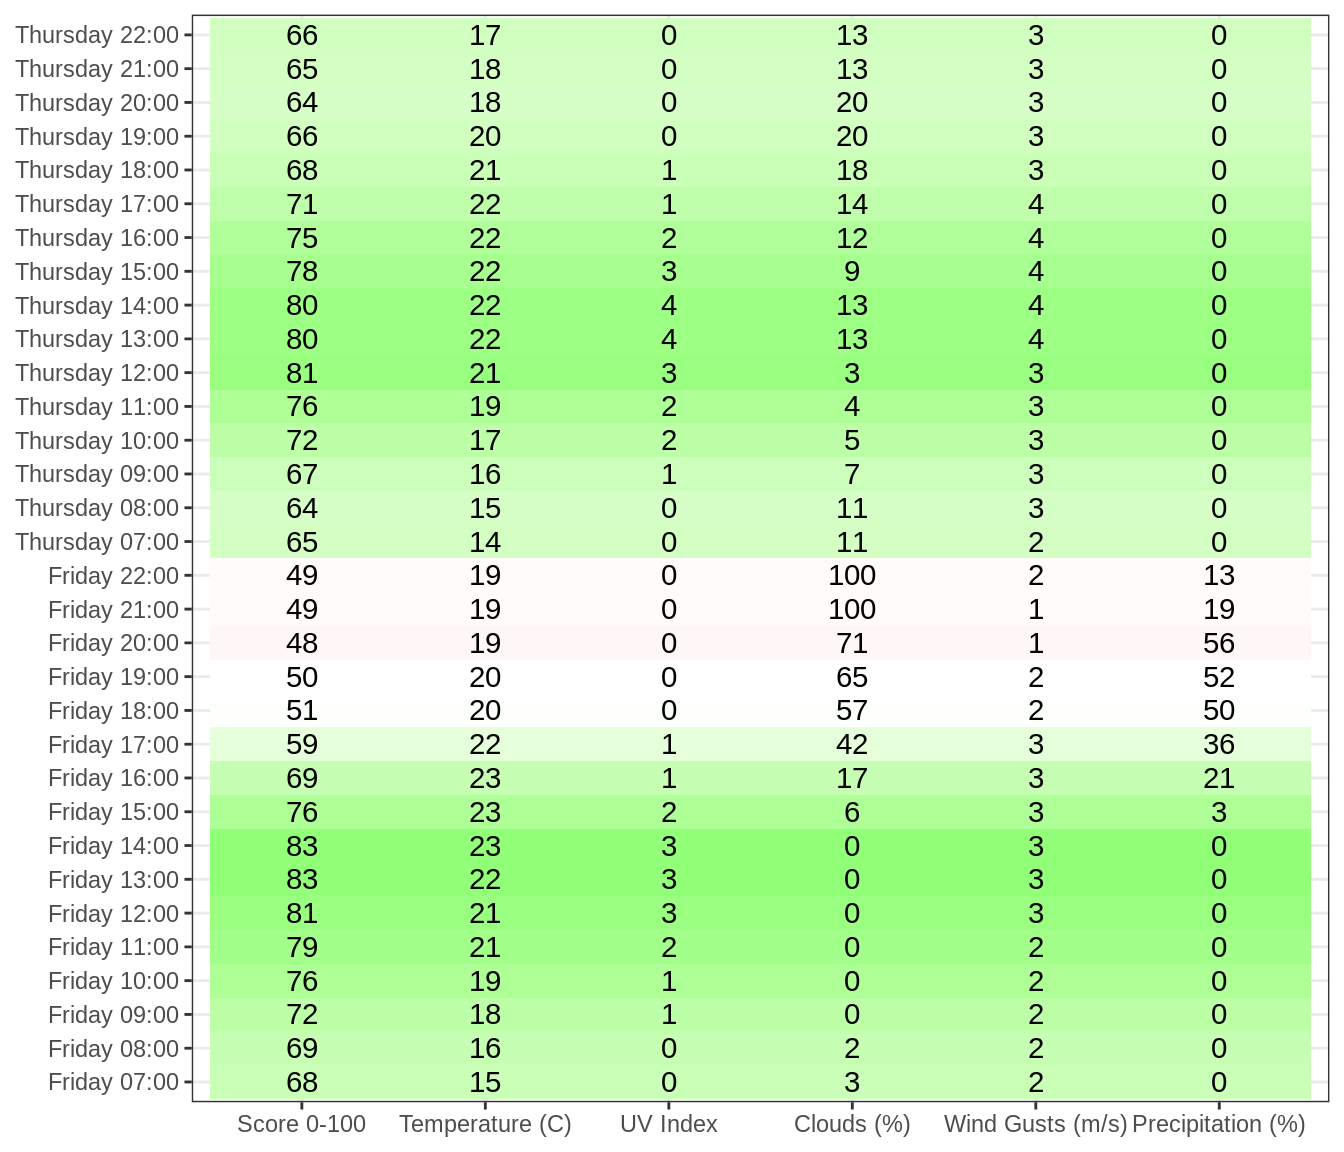 Thursday 22:00 66 17 0 13 3 0
Thursday 21:00 65 18 0 13 3 0
Thursday 20:00 64 18 0 20 3 0
Thursday 19:00 66 20 0 20 3 0
Thursday 18:00 68 21 1 18 3 0
Thursday 17:00 71 22 1 14 4 0
Thursday 16:00 75 22 2 12 4 0
Thursday 15:00 78 22 3 9 4 0
Thursday 14:00 80 22 4 13 4 0
Thursday 13:00 80 22 4 13 4 0
Thursday 12:00 81 21 3 3 3 0
Thursday 11:00 76 19 2 4 3 0
Thursday 10:00 72 17 2 5 3 0
Thursday 09:00 67 16 1 7 3 0
Thursday 08:00 64 15 0 11 3 0
Thursday 07:00 65 14 0 11 2 0
Friday 22:00 49 19 0 100 2 13
Friday 21:00 49 19 0 100 1 19
Friday 20:00 48 19 0 71 1 56
Friday 19:00 50 20 0 65 2 52
Friday 18:00 51 20 0 57 2 50
Friday 17:00 59 22 1 42 3 36
Friday 16:00 69 23 1 17 3 21
Friday 15:00 76 23 2 6 3 3
Friday 14:00 83 23 3 0 3 0
Friday 13:00 83 22 3 0 3 0
Friday 12:00 81 21 3 0 3 0
Friday 11:00 79 21 2 0 2 0
Friday 10:00 76 19 1 0 2 0
Friday 09:00 72 18 1 0 2 0
Friday 08:00 69 16 0 2 2 0
Friday 07:00 68 15 0 3 2 0
Score 0-100 Temperature (C) UV Index Clouds (%) Wind Gusts (m/s) Precipitation (%)